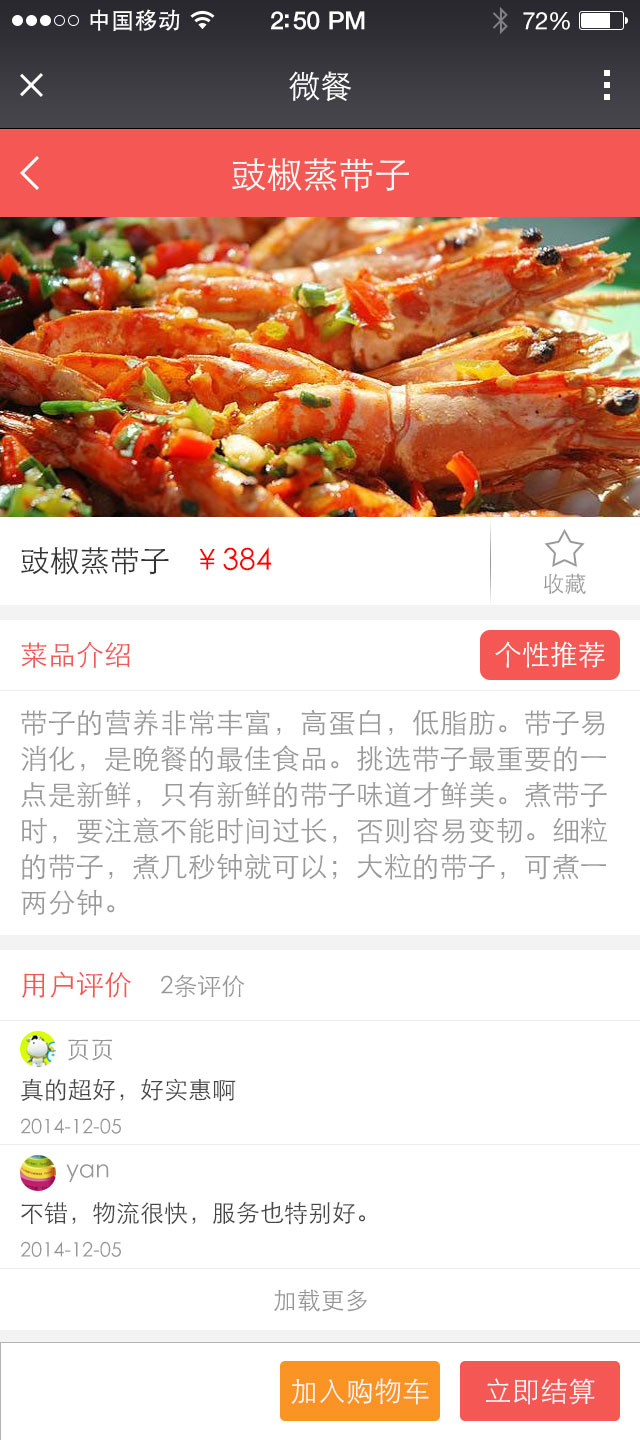 中国移动 2:50 PM 72%
微餐
豉椒蒸带子
豉椒蒸带子 ¥384
收藏
菜品介绍 个性推荐
带子的营养非常丰富，高蛋白，低脂肪。带子易
消化，是晚餐的最佳食品。挑选带子最重要的一
点是新鲜，只有新鲜的带子味道才鲜美。煮带子
时，要注意不能时间过长，否则容易变韧。细粒
的带子，煮几秒钟就可以；大粒的带子，可煮一
两分钟。
用户评价 2条评价
页页
真的超好，好实惠啊
2014-12-05
yan
不错，物流很快，服务也特别好。
2014-12-05
加载更多
加入购物车 立即结算